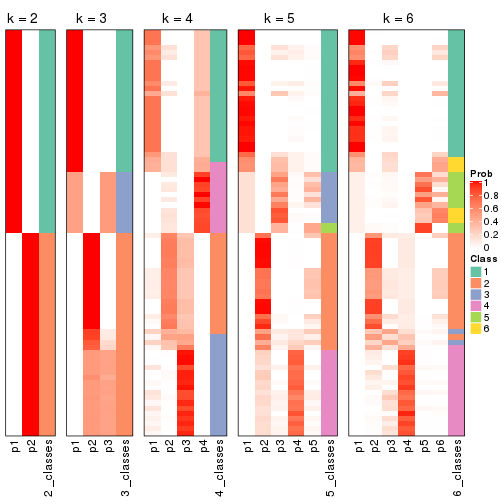 k = 2
k = 3
k = 4
k = 5
k = 6
p1
p2
2_classes
p1
p2
p3
3_classes
p1
p2
p3
p4
4_classes
p1
p2
p3
p4
p5
5_classes
p1
p2
p3
p4
p5
p6
6_classes
Prob
1
0.8
0.6
0.4
0.2
0
Class
1
2
3
4
5
6